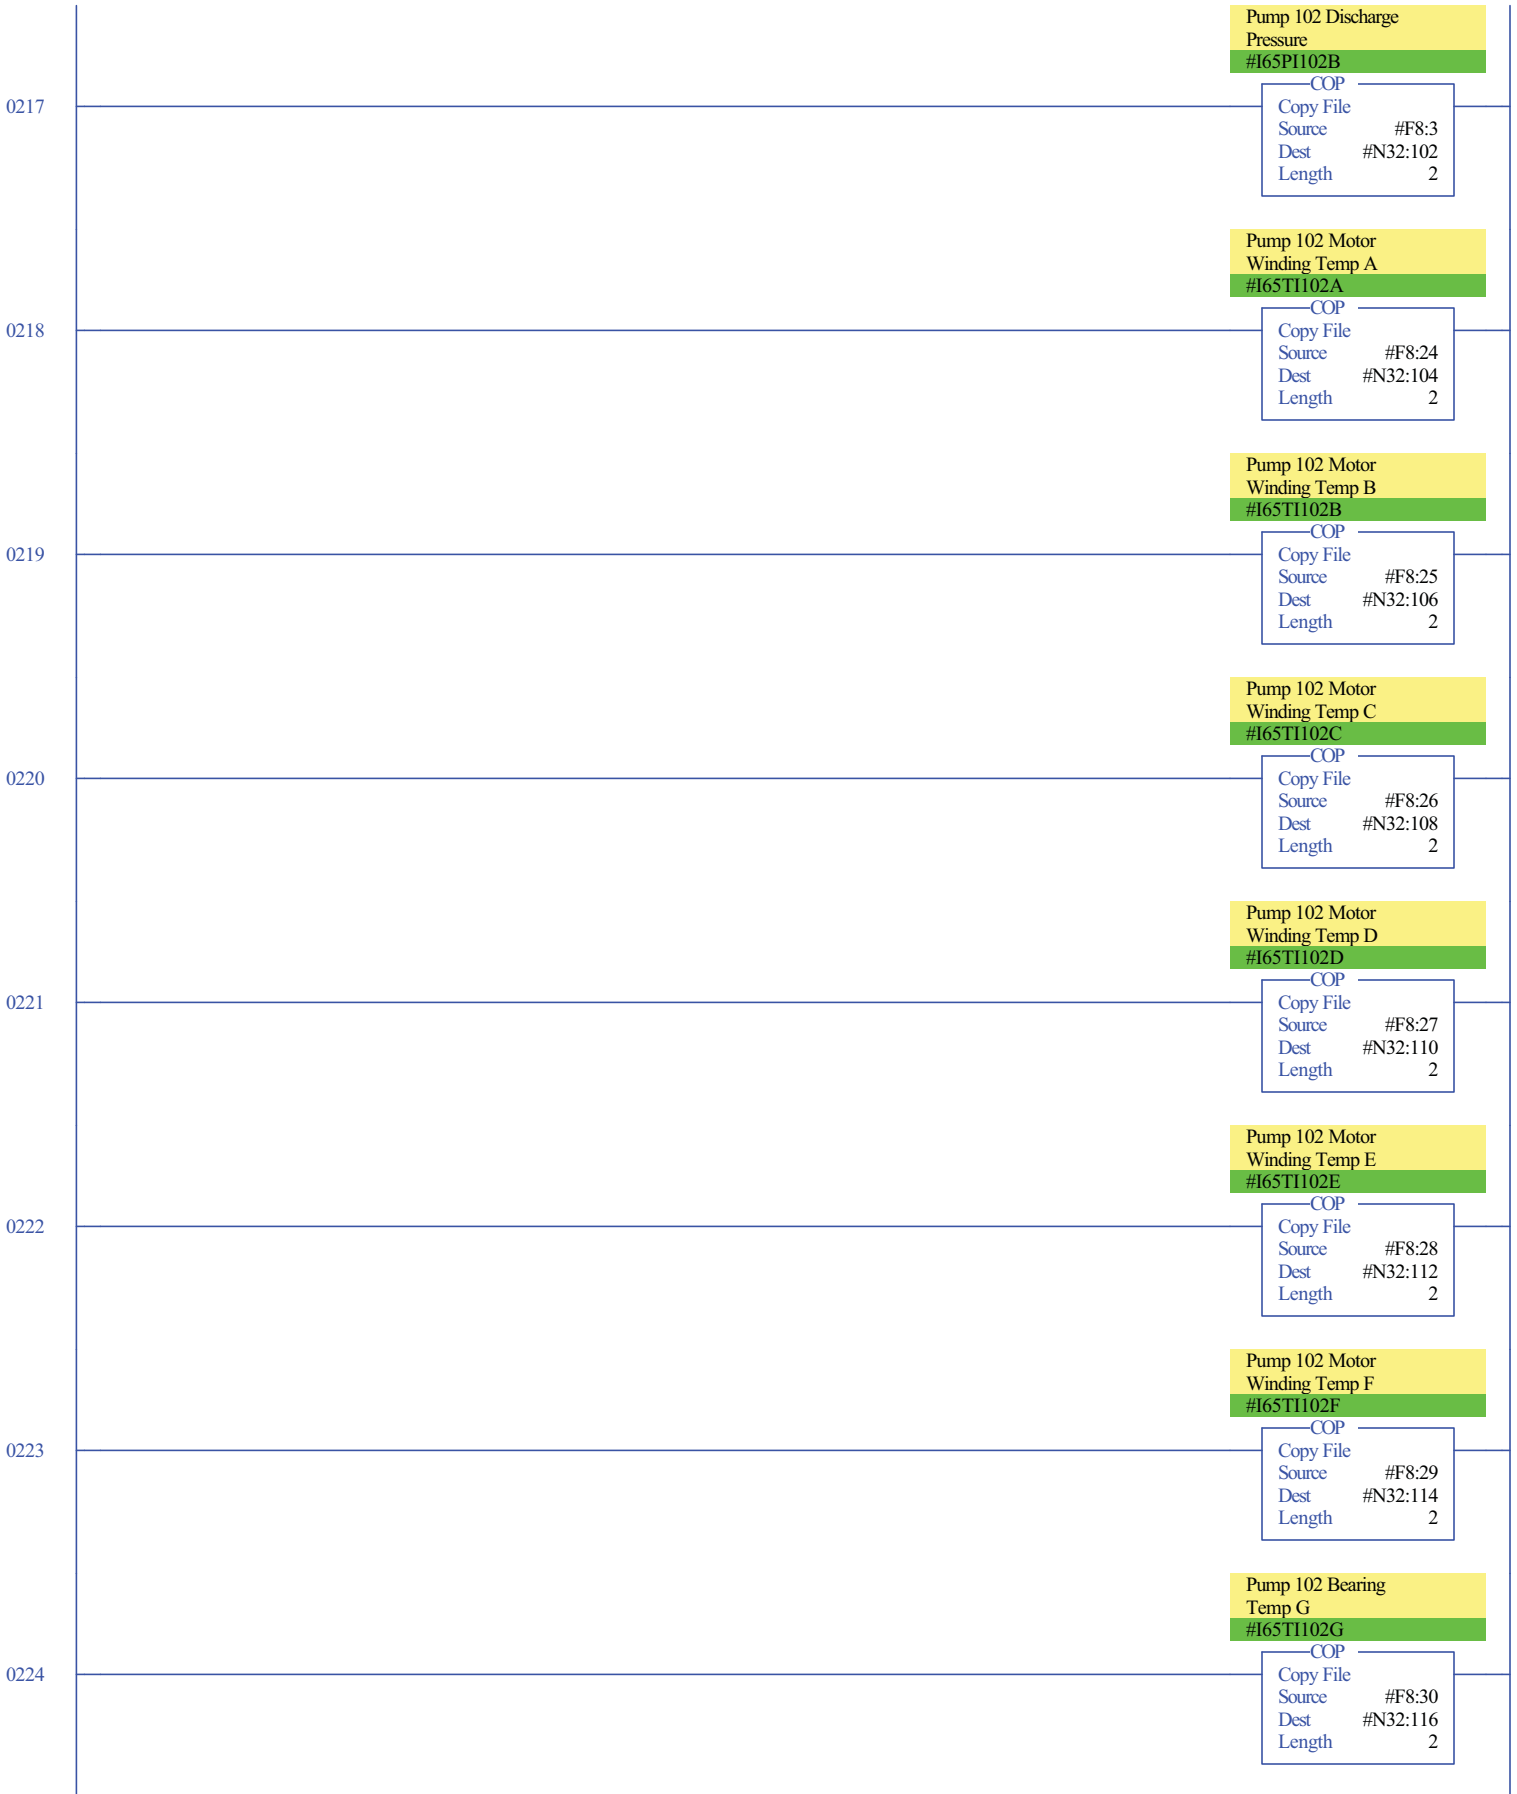 Pump 102 Discharge
Pressure
#I65PI102B
COP
0217
Copy File
Source #F8:3
Dest #N32:102
Length 2
Pump 102 Motor
Winding Temp A
#I65TI102A
COP
0218
Copy File
Source #F8:24
Dest #N32:104
Length 2
Pump 102 Motor
Winding Temp B
#I65TI102B
COP
0219
Copy File
Source #F8:25
Dest #N32:106
Length 2
Pump 102 Motor
Winding Temp C
#I65TI102C
COP
0220
Copy File
Source #F8:26
Dest #N32:108
Length 2
Pump 102 Motor
Winding Temp D
#I65TI102D
COP
0221
Copy File
Source #F8:27
Dest #N32:110
Length 2
Pump 102 Motor
Winding Temp E
#I65TI102E
COP
0222
Copy File
Source #F8:28
Dest #N32:112
Length 2
Pump 102 Motor
Winding Temp F
#I65TI102F
COP
0223
Copy File
Source #F8:29
Dest #N32:114
Length 2
Pump 102 Bearing
Temp G
#I65TI102G
COP
0224
Copy File
Source #F8:30
Dest #N32:116
Length 2